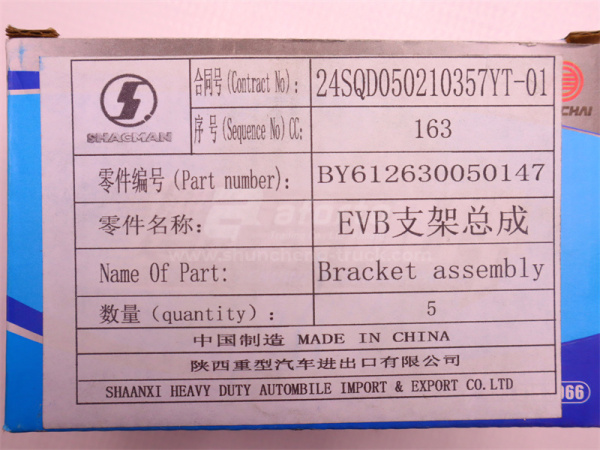 合同号(Contract No): 24SQD050210357YT-01
SHACMAN
序 号(Sequence No)CC: 163
CHAI
零件编号(Part number): BY612630050147
零件名称: EVB支架总成
Name Of Part: Bracket assembly
数量(quantity): 5
中国制造 MADE IN CHINA
陕西重型汽车进出口有限公司
SHAANXI HEAVY DUTY AUTOMBILE IMPORT & EXPORT CO.LTD
066